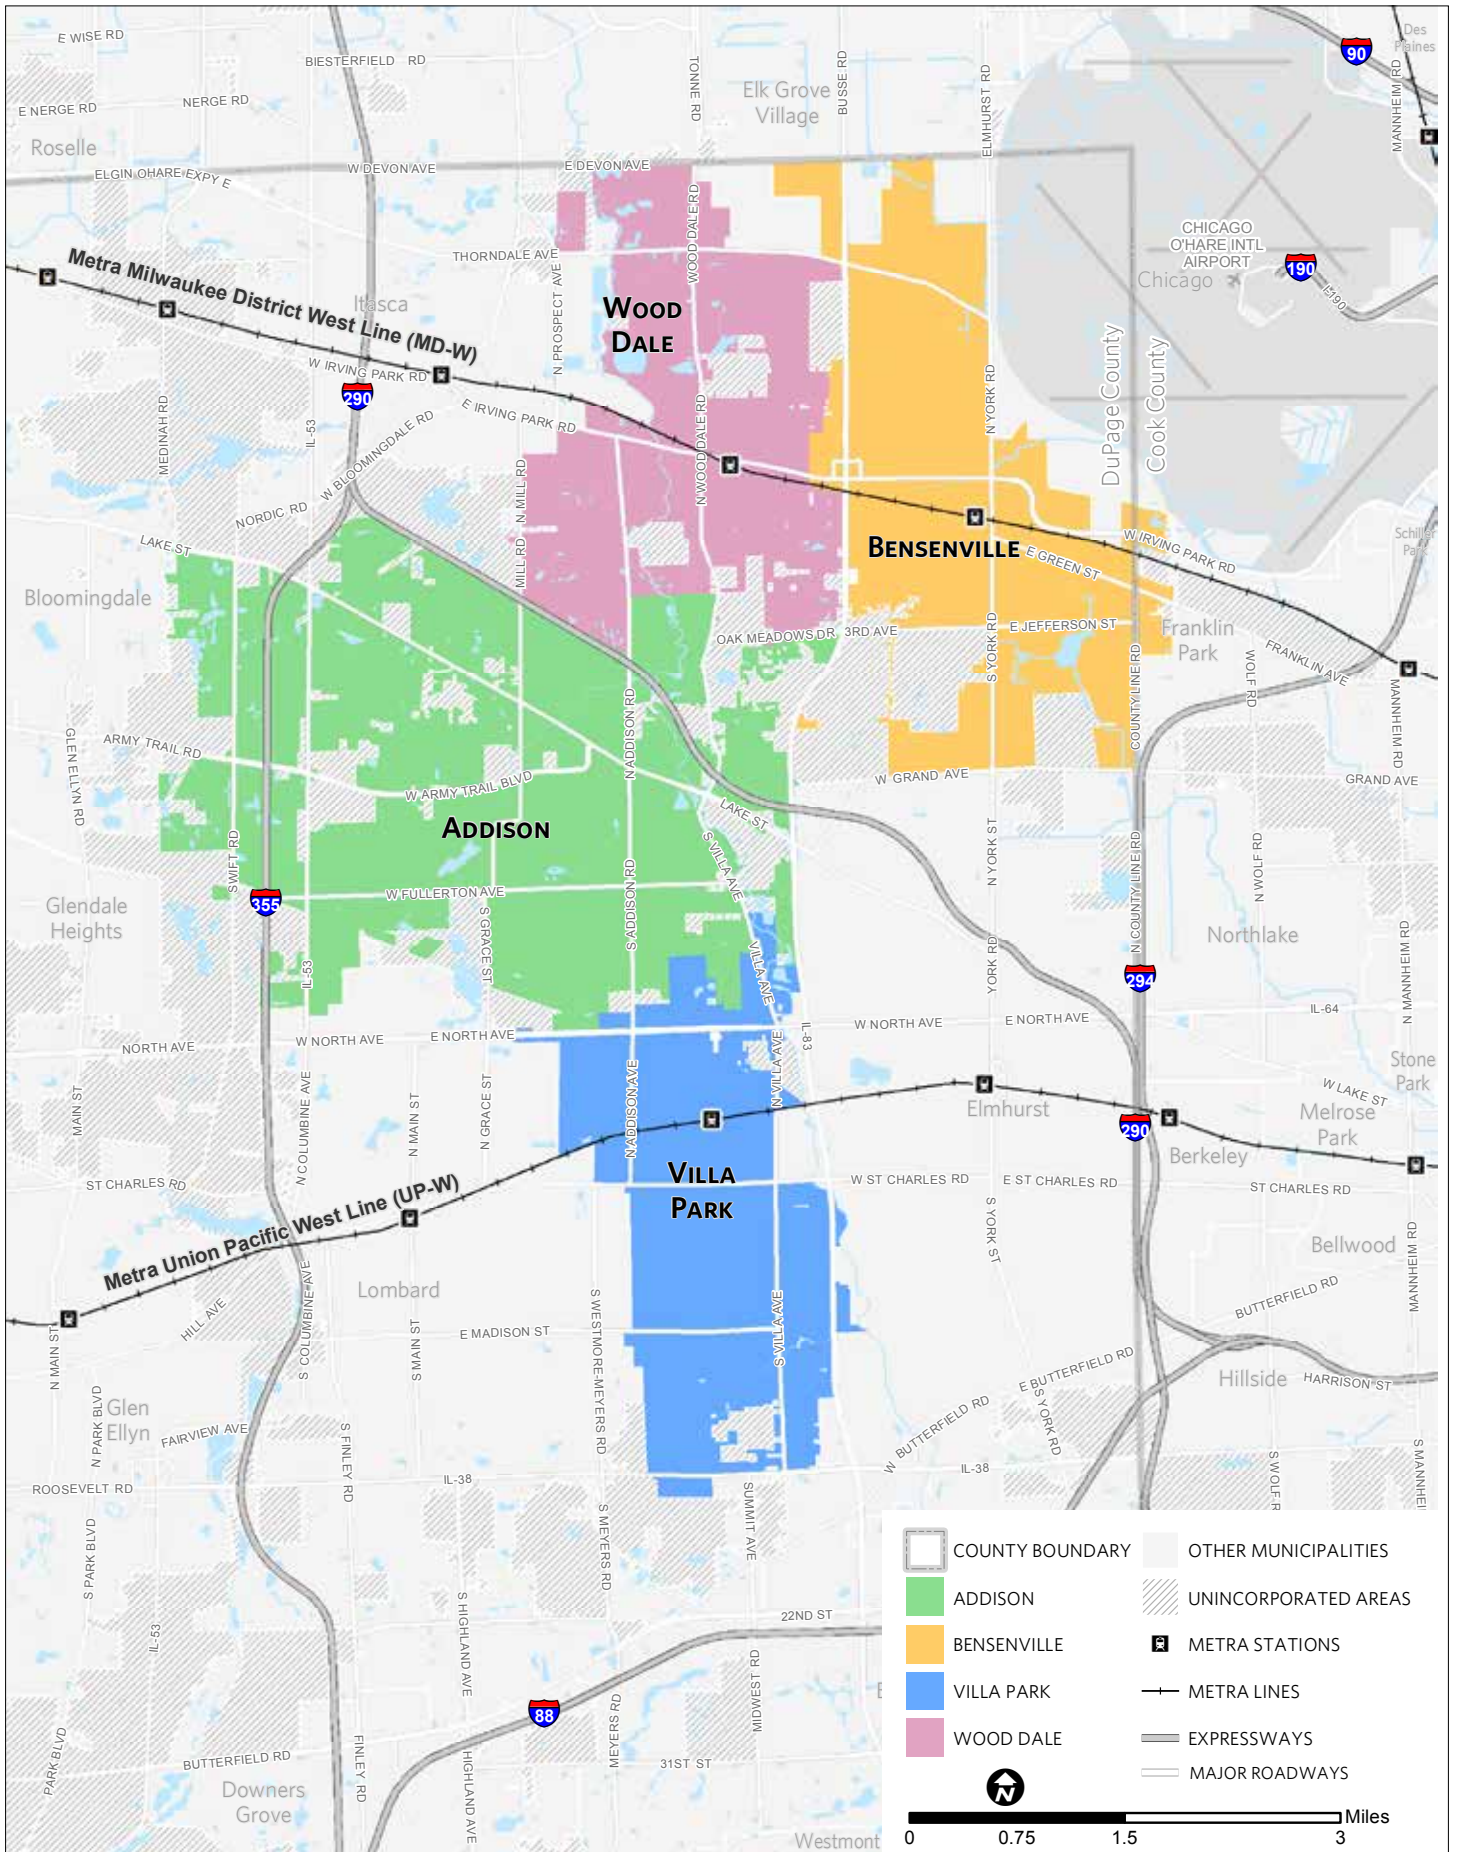 E WISE RD
BIESTERFIELD RD
TONNE RD
BUSSE RD
ELMHURST RD
90
Des
Plaines
MANNHEIM RD
E NERGE RD
NERGE RD
Elk Grove
Village
Roselle
W DEVON AVE
E DEVON AVE
ELGIN OHARE EXPY E
WOOD DALE RD
CHICAGO
O'HARE INTL
AIRPORT
Chicago
190
E190
THORNDALE AVE
N PROSPECT AVE
Metra Milwaukee District West Line (MD-W)
Itasca
WOOD
DALE
DuPage County
Cook County
W IRVING PARK RD
290
E IRVING PARK RD
N YORK RD
MEDINAH RD
IL-53
W BLOOMINGDALE RD
N WOOD DALE RD
N MILL RD
MILL RD
NORDIC RD
LAKE ST
BENSENVILLE
W IRVING PARK RD
E GREEN ST
Schiller
Park
Bloomingdale
OAK MEADOWS DR
3RD AVE
E JEFFERSON ST
Franklin
Park
FRANKLIN AVE
S YORK RD
COUNTY LINE RD
WOLF RD
MANNHEIM RD
N ADDISON RD
GLEN ELLYN RD
ARMY TRAIL RD
W ARMY TRAIL BLVD
W GRAND AVE
GRAND AVE
LAKE ST
ADDISON
SWIFT RD
S VILLA AVE
N YORK ST
N COUNTY LINE RD
N WOLF RD
W FULLERTON AVE
355
Glendale
Heights
S GRACE ST
S ADDISON RD
VILLA AVE
YORK RD
Northlake
N MANNHEIM RD
294
IL-53
IL-64
NORTH AVE
W NORTH AVE
E NORTH AVE
W NORTH AVE
E NORTH AVE
IL-83
MAIN ST
N COLUMBINE AVE
N MAIN ST
N GRACE ST
N ADDISON AVE
N VILLA AVE
Elmhurst
290
Stone
Park
W LAKE ST
Melrose
Park
Berkeley
VILLA
PARK
ST CHARLES RD
W ST CHARLES RD
E ST CHARLES RD
ST CHARLES RD
Metra Union Pacific West Line (UP-W)
S YORK ST
Bellwood
MANNHEIM RD
Lombard
HILL AVE
S COLUMBINE AVE
S MAIN ST
E MADISON ST
S WESTMORE-MEYERS RD
S VILLA AVE
BUTTERFIELD RD
N MAIN ST
E BUTTERFIELD RD
Hillside
HARRISON ST
Glen
Ellyn
N PARK BLVD
FAIRVIEW AVE
S FINLEY RD
W BUTTERFIELD RD
S YORK RD
ROOSEVELT RD
IL-38
IL-38
S WOLF R
S MANNHEI
S PARK BLVD
S MEYERS RD
SUMMIT AVE
IL-53
S HIGHLAND AVE
22ND ST
MIDWEST RD
88
MEYERS RD
PARK BLVD
BUTTERFIELD RD
FINLEY RD
HIGHLAND AVE
31ST ST
Downers
Grove
Westmont
COUNTY BOUNDARY
ADDISON
BENSENVILLE
VILLA PARK
WOOD DALE
OTHER MUNICIPALITIES
UNINCORPORATED AREAS
METRA STATIONS
METRA LINES
EXPRESSWAYS
MAJOR ROADWAYS
N
Miles
0 0.75 1.5 3